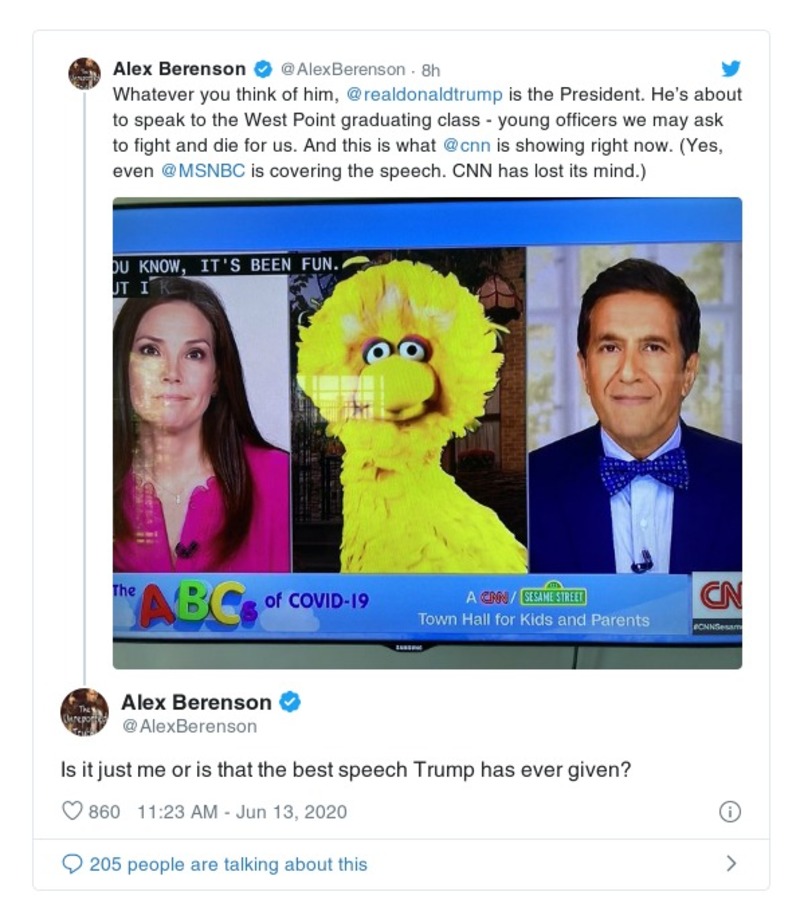 Alex Berenson @AlexBerenson · 8h
Whatever you think of him, @realdonaldtrump is the President. He's about
to speak to the West Point graduating class - young officers we may ask
to fight and die for us. And this is what @cnn is showing right now. (Yes,
even @MSNBC is covering the speech. CNN has lost its mind.)
OU KNOW, IT'S BEEN FUN.
UT I K
The ABCs of COVID-19
A CNN/ SESAME STREET
Town Hall for Kids and Parents
CN
#CNNSesam
SAMSUNG
The
Unreported
Truth
Alex Berenson
@AlexBerenson
Is it just me or is that the best speech Trump has ever given?
860 11:23 AM - Jun 13, 2020
205 people are talking about this